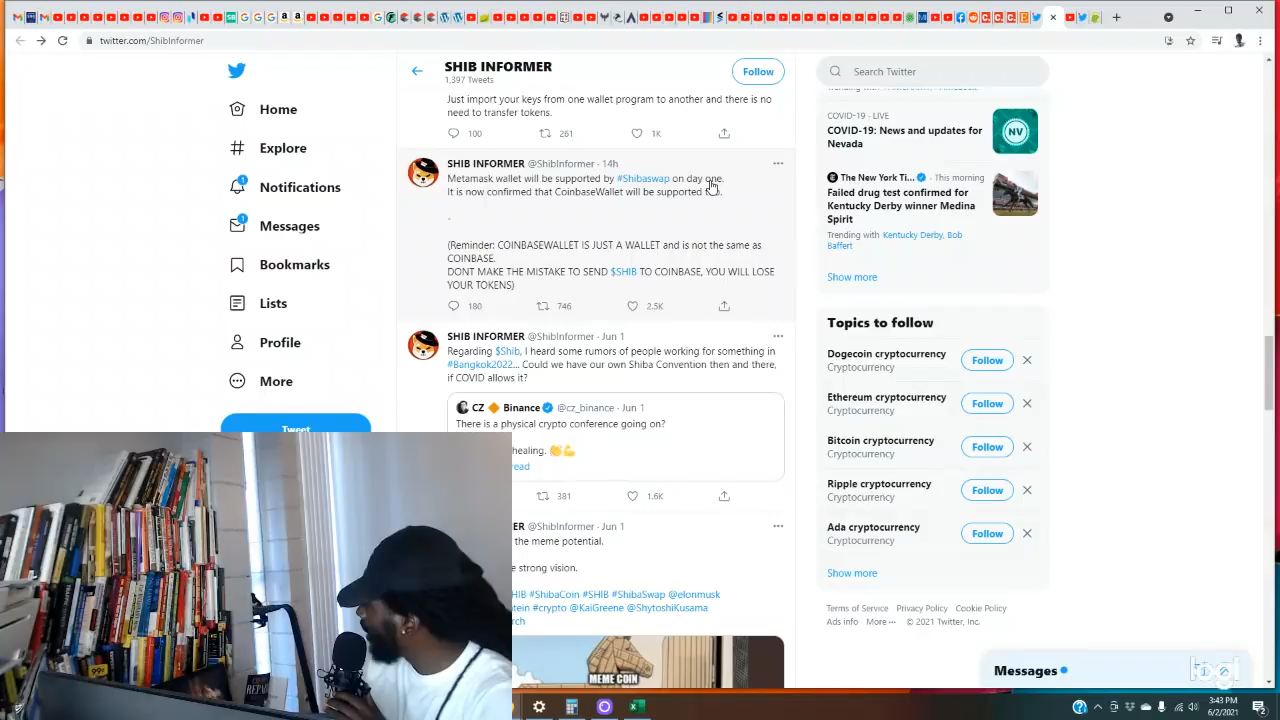 twitter.com/ShibInformer
SHIB INFORMER
1,397 Tweets
Follow
Search Twitter
Home
Explore
1
Notifications
1
Messages
Bookmarks
Lists
Profile
More
Tweet
Just import your keys from one wallet program to another and there is no
need to transfer tokens.
100 261 1K
SHIB INFORMER @ShibInformer · 14h
Metamask wallet will be supported by #Shibaswap on day one.
It is now confirmed that CoinbaseWallet will be supported
.
(Reminder: COINBASEWALLET IS JUST A WALLET and is not the same as
COINBASE.
DONT MAKE THE MISTAKE TO SEND $SHIB TO COINBASE, YOU WILL LOSE
YOUR TOKENS)
180 746 2.5K
SHIB INFORMER @ShibInformer · Jun 1
Regarding $Shib, I heard some rumors of people working for something in
#Bangkok2022... Could we have our own Shiba Convention then and there,
if COVID allows it?
CZ Binance @cz_binance · Jun 1
There is a physical crypto conference going on?
healing.
read
381 1.6K
ER @ShibInformer · Jun 1
the meme potential.
e strong vision.
HIB #ShibaCoin #SHIB #ShibaSwap @elonmusk
tein #crypto @KaiGreene @ShytoshiKusama
rch
MEME COIN
COVID-19 · LIVE
COVID-19: News and updates for
Nevada
NV
The New York Ti... · This morning
Failed drug test confirmed for
Kentucky Derby winner Medina
Spirit
Trending with Kentucky Derby, Bob
Baffert
Show more
Topics to follow
Dogecoin cryptocurrency
Cryptocurrency
Follow
Ethereum cryptocurrency
Cryptocurrency
Follow
Bitcoin cryptocurrency
Cryptocurrency
Follow
Ripple cryptocurrency
Cryptocurrency
Follow
Ada cryptocurrency
Cryptocurrency
Follow
Show more
Terms of Service Privacy Policy Cookie Policy
Ads info More ··· © 2021 Twitter, Inc.
Messages
3:43 PM
6/2/2021